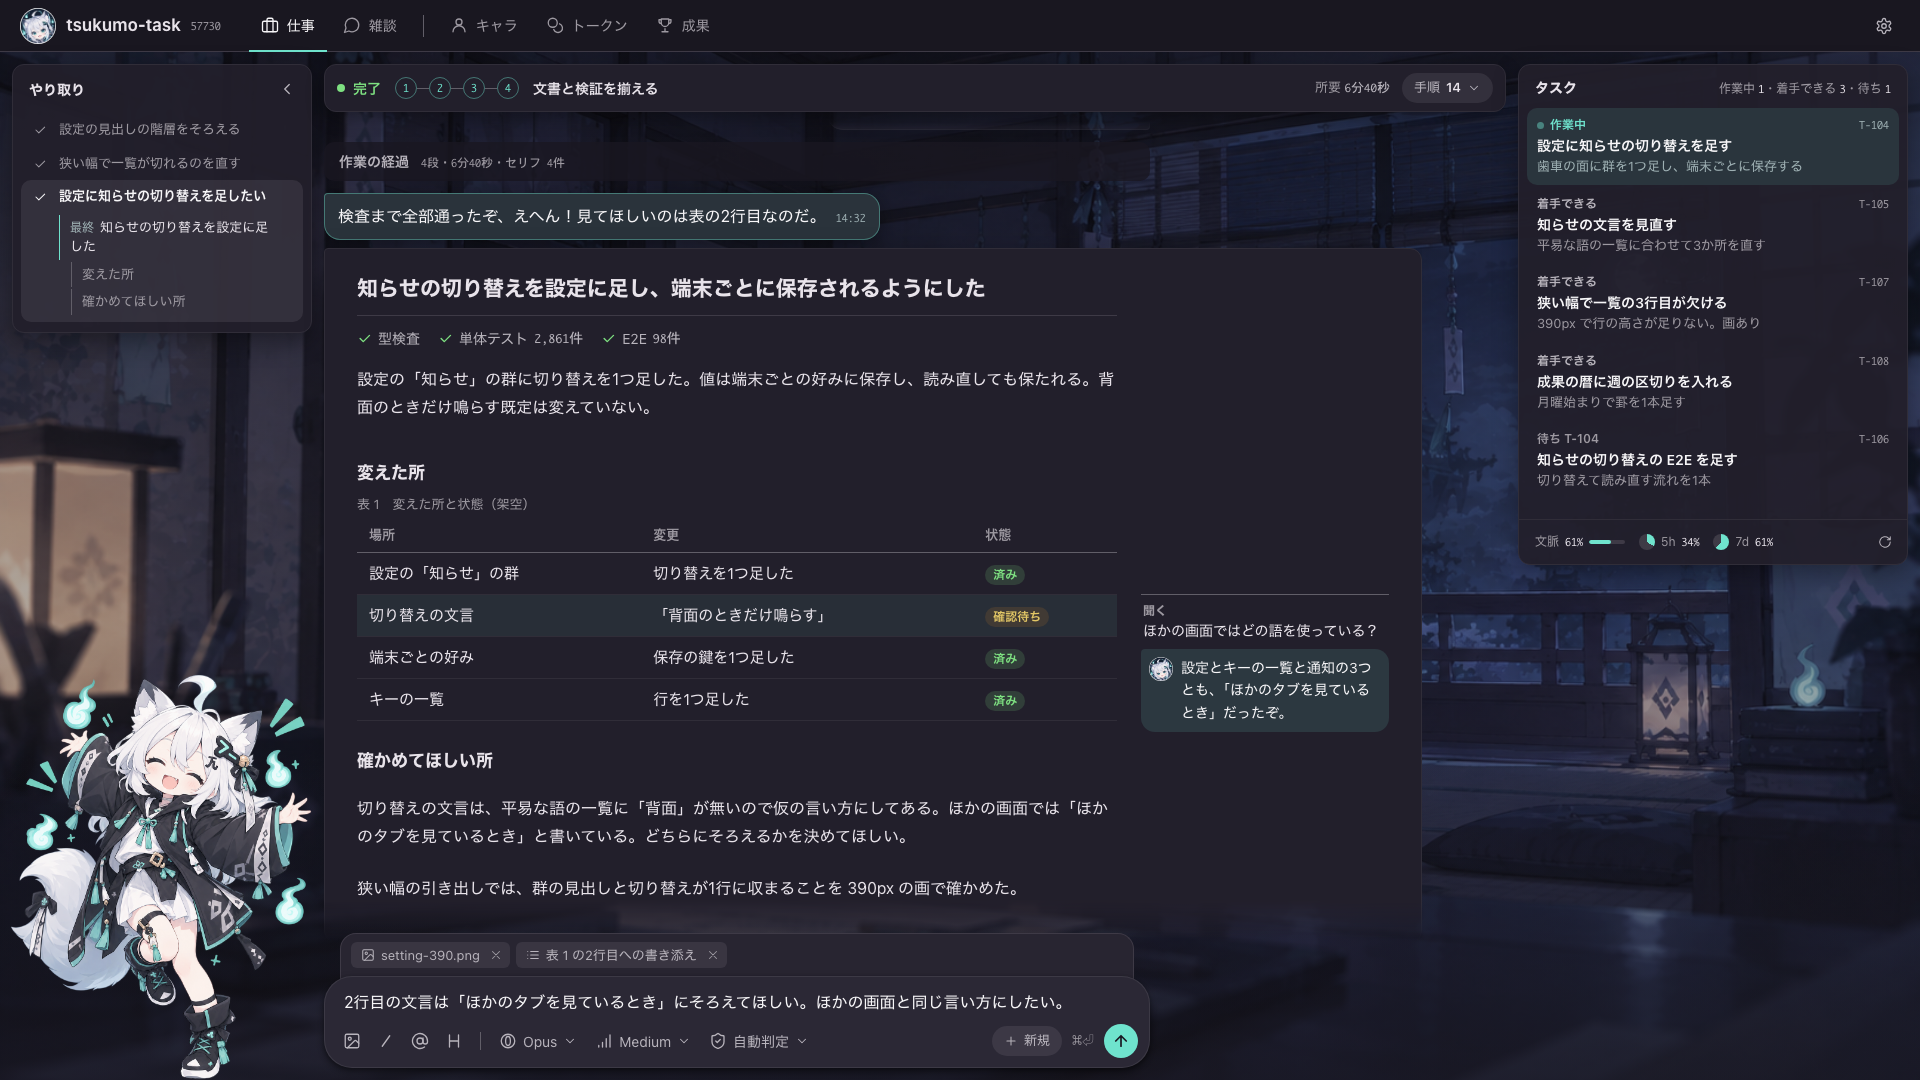 tsukumo-task 57730
仕事
雑談
キャラ
トークン
成果
やり取り
設定の見出しの階層をそろえる
狭い幅で一覧が切れるのを直す
設定に知らせの切り替えを足したい
最終 知らせの切り替えを設定に足
した
変えた所
確かめてほしい所
完了 1 2 3 4 文書と検証を揃える
所要 6分40秒
手順 14
作業の経過 4段・6分40秒・セリフ 4件
検査まで全部通ったぞ、えへん！見てほしいのは表の2行目なのだ。 14:32
知らせの切り替えを設定に足し、端末ごとに保存されるようにした
型検査 単体テスト 2,861件 E2E 98件
設定の「知らせ」の群に切り替えを1つ足した。値は端末ごとの好みに保存し、読み直しても保たれる。背
面のときだけ鳴らす既定は変えていない。
変えた所
表 1 変えた所と状態（架空）
場所 変更 状態
設定の「知らせ」の群 切り替えを1つ足した 済み
切り替えの文言 「背面のときだけ鳴らす」 確認待ち
端末ごとの好み 保存の鍵を1つ足した 済み
キーの一覧 行を1つ足した 済み
聞く
ほかの画面ではどの語を使っている？
設定とキーの一覧と通知の3つ
とも、「ほかのタブを見ている
とき」だったぞ。
確かめてほしい所
切り替えの文言は、平易な語の一覧に「背面」が無いので仮の言い方にしてある。ほかの画面では「ほか
のタブを見ているとき」と書いている。どちらにそろえるかを決めてほしい。
狭い幅の引き出しでは、群の見出しと切り替えが1行に収まることを 390px の画で確かめた。
setting-390.png
表 1 の2行目への書き添え
2行目の文言は「ほかのタブを見ているとき」にそろえてほしい。ほかの画面と同じ言い方にしたい。
Opus
Medium
自動判定
新規
⌘⏎
タスク 作業中 1・着手できる 3・待ち 1
作業中 T-104
設定に知らせの切り替えを足す
歯車の面に群を1つ足し、端末ごとに保存する
着手できる T-105
知らせの文言を見直す
平易な語の一覧に合わせて3か所を直す
着手できる T-107
狭い幅で一覧の3行目が欠ける
390px で行の高さが足りない。画あり
着手できる T-108
成果の暦に週の区切りを入れる
月曜始まりで罫を1本足す
待ち T-104 T-106
知らせの切り替えの E2E を足す
切り替えて読み直す流れを1本
文脈 61% 5h 34% 7d 61%